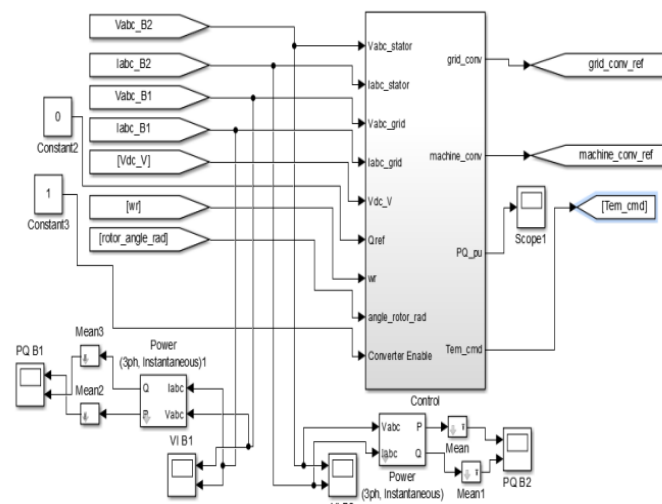 Vabc_B2
Iabc_B2
Vabc_B1
Iabc_B1
[Vdc_V]
[wr]
[rotor_angle_rad]
0
Constant2
1
Constant3
Vabc_stator
Iabc_stator
Vabc_grid
Iabc_grid
Vdc_V
Qref
wr
angle_rotor_rad
Converter Enable
grid_conv
machine_conv
PQ_pu
Tem_cmd
Control
grid_conv_ref
machine_conv_ref
[Tem_cmd]
Scope1
PQ B1
Mean3
Mean2
Power
(3ph, Instantaneous)1
Q
P
Iabc
Vabc
VI B1
Vabc
Iabc
P
Q
Power
(3ph, Instantaneous)
Mean
Mean1
PQ B2